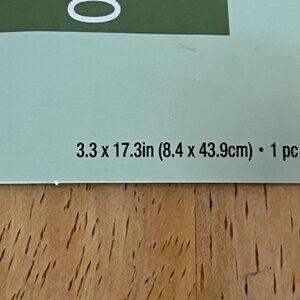 3.3 x 17.3in (8.4 x 43.9cm) • 1 pc